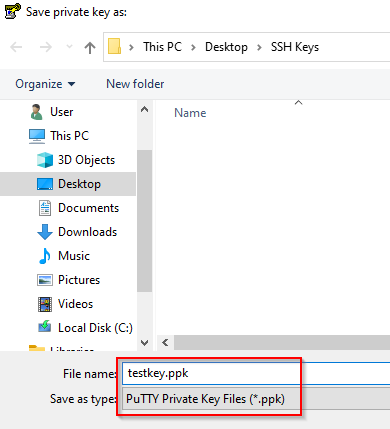 Save private key as:
This PC > Desktop > SSH Keys
Organize New folder
User
This PC
3D Objects
Desktop
Documents
Downloads
Music
Pictures
Videos
Local Disk (C:)
Name
File name: testkey.ppk
Save as type: PuTTY Private Key Files (*.ppk)